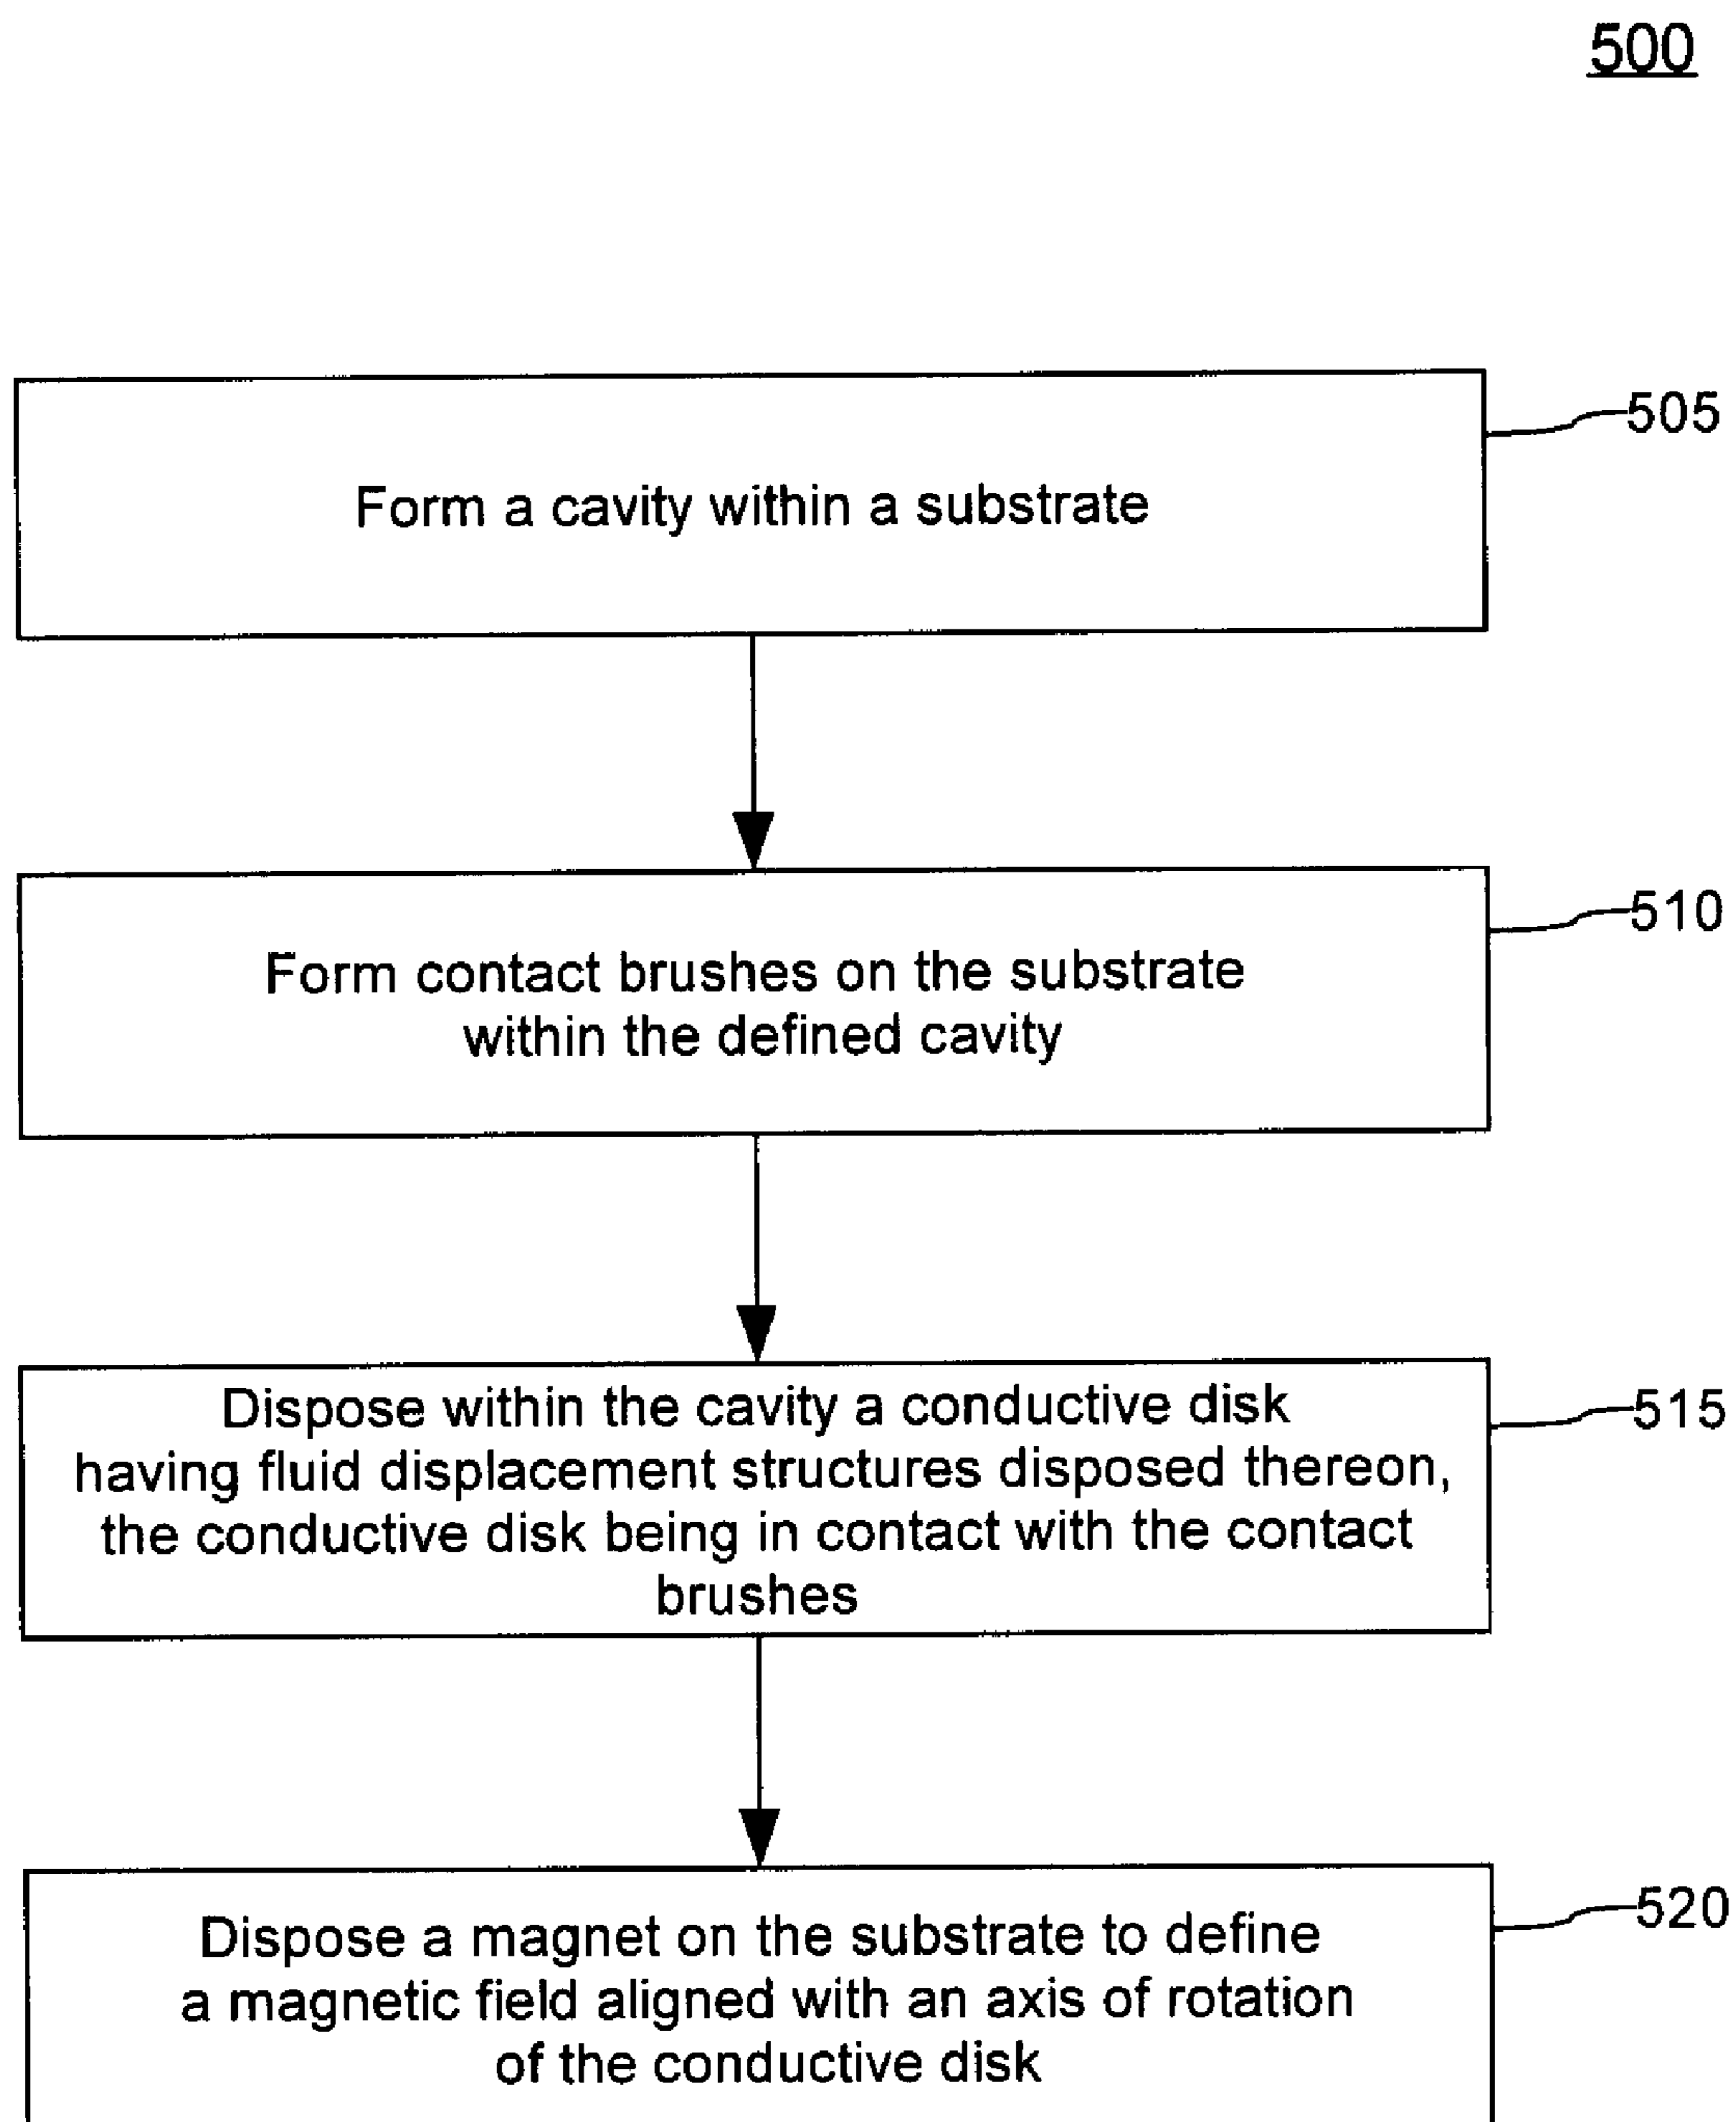 500
505
Form a cavity within a substrate
510
Form contact brushes on the substrate
within the defined cavity
515
Dispose within the cavity a conductive disk
having fluid displacement structures disposed thereon,
the conductive disk being in contact with the contact
brushes
520
Dispose a magnet on the substrate to define
a magnetic field aligned with an axis of rotation
of the conductive disk